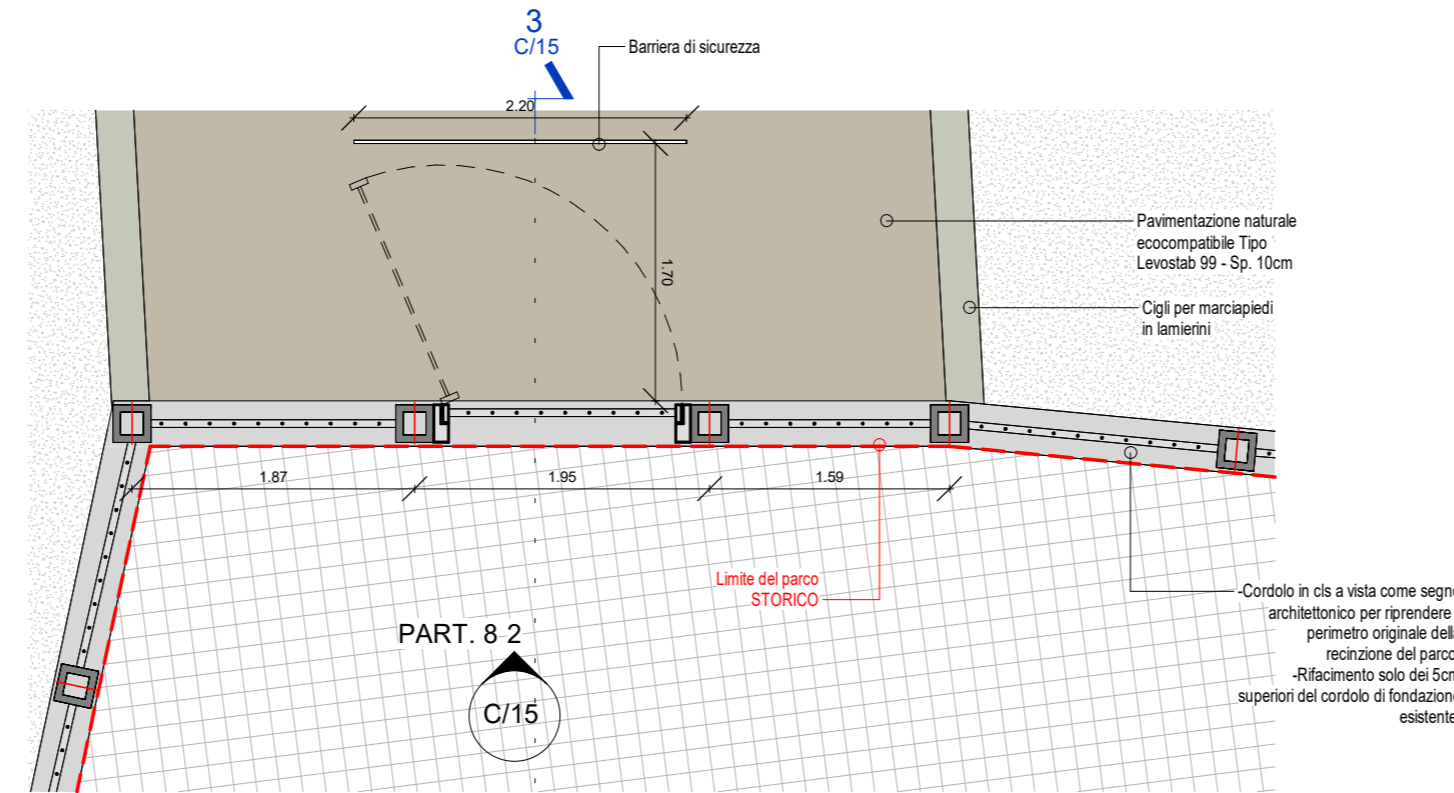 3
C/15
Barriera di sicurezza
2.20
Pavimentazione naturale
ecocompatibile Tipo
Levostab 99 - Sp. 10cm
1.70
Cigli per marciapiedi
in lamierini
1.87
1.95
1.59
Limite del parco
STORICO
-Cordolo in cls a vista come segno
architettonico per riprendere
perimetro originale
recinzione del parco
-Rifacimento solo dei
superiori del cordolo di fondazione
esistente
PART. 8 2
C/15